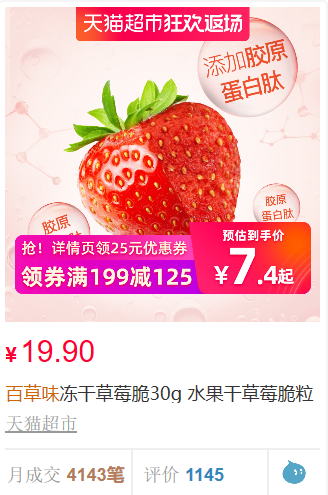 天猫超市狂欢返场
添加胶原
蛋白肽
胶原
蛋白肽
胶原
抢！详情页领25元优惠券
领券满199减125
预估到手价
¥7.4起
¥19.90
百草味冻干草莓脆30g 水果干草莓脆粒
天猫超市
月成交 4143笔
评价 1145